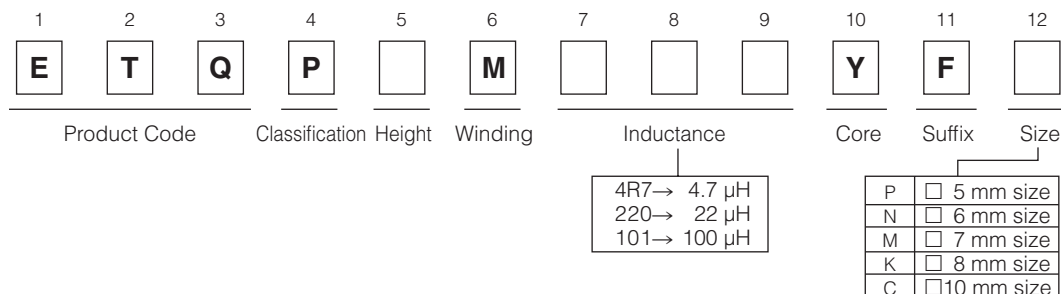 1 2 3 4 5 6 7 8 9 10 11 12
E T Q P M Y F
Product Code Classification Height Winding Inductance Core Suffix Size
4R7→ 4.7 μH
220→ 22 μH
101→ 100 μH
P □ 5 mm size
N □ 6 mm size
M □ 7 mm size
K □ 8 mm size
C □10 mm size